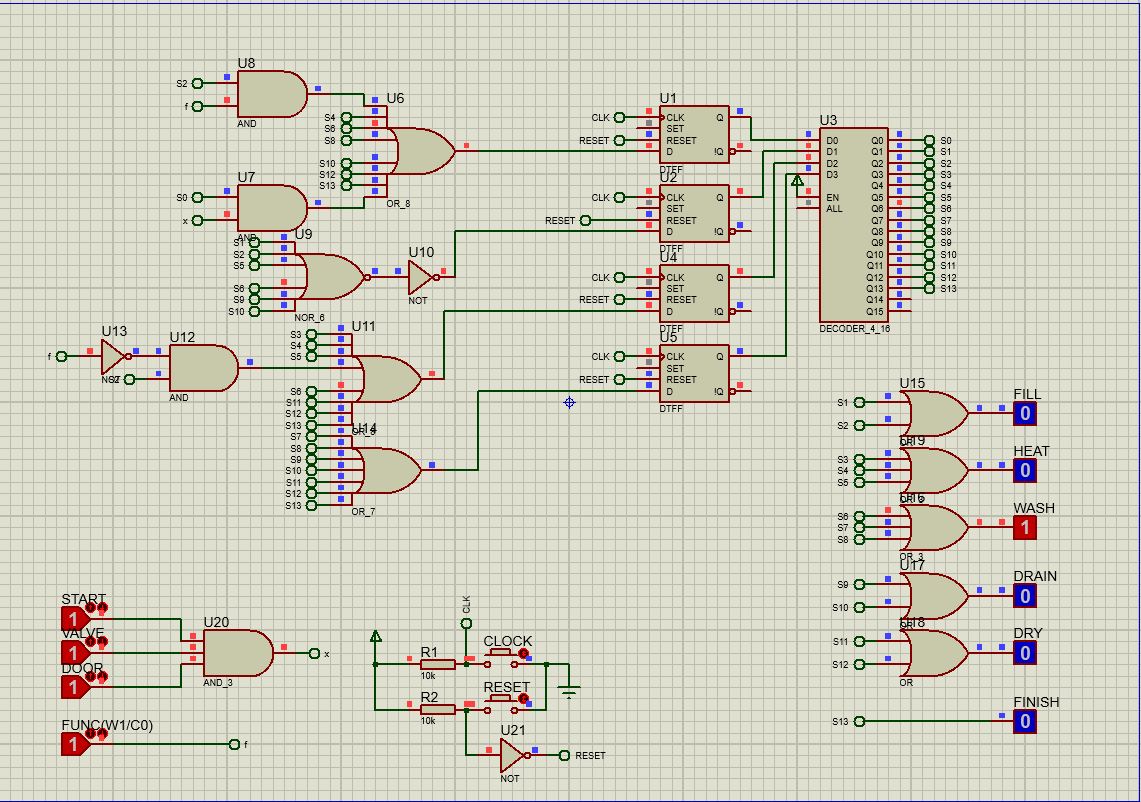 U8
S2
f
AND
U6
S4
S6
S8
S10
S12
S13
OR_8
U7
S0
x
AND
U9
S1
S2
S5
S6
S9
S10
NOR_6
U10
NOT
U13
f
NOT
S2
U12
AND
U11
S3
S4
S5
S6
S11
S12
S13
U14
S7
S8
S9
S10
S11
S12
S13
OR_7
U1
CLK
RESET
CLK
SET
RESET
D
Q
!Q
DTFF
U2
CLK
RESET
CLK
SET
RESET
D
Q
!Q
DTFF
U4
CLK
RESET
CLK
SET
RESET
D
Q
!Q
DTFF
U5
CLK
RESET
CLK
SET
RESET
D
Q
!Q
DTFF
U3
D0 Q0 S0
D1 Q1 S1
D2 Q2 S2
D3 Q3 S3
Q4 S4
EN Q5 S5
ALL Q6 S6
Q7 S7
Q8 S8
Q9 S9
Q10 S10
Q11 S11
Q12 S12
Q13 S13
Q14
Q15
DECODER_4_16
U15
S1
S2
FILL
0
U19
S3
S4
S5
HEAT
0
U16
S6
S7
S8
OR_3
WASH
1
U17
S9
S10
DRAIN
0
U18
S11
S12
OR
DRY
0
S13
FINISH
0
START
1
VALVE
1
DOOR
1
U20
AND_3
x
FUNC(W1/C0)
1
f
CLK
R1
10k
CLOCK
R2
10k
RESET
U21
NOT
RESET